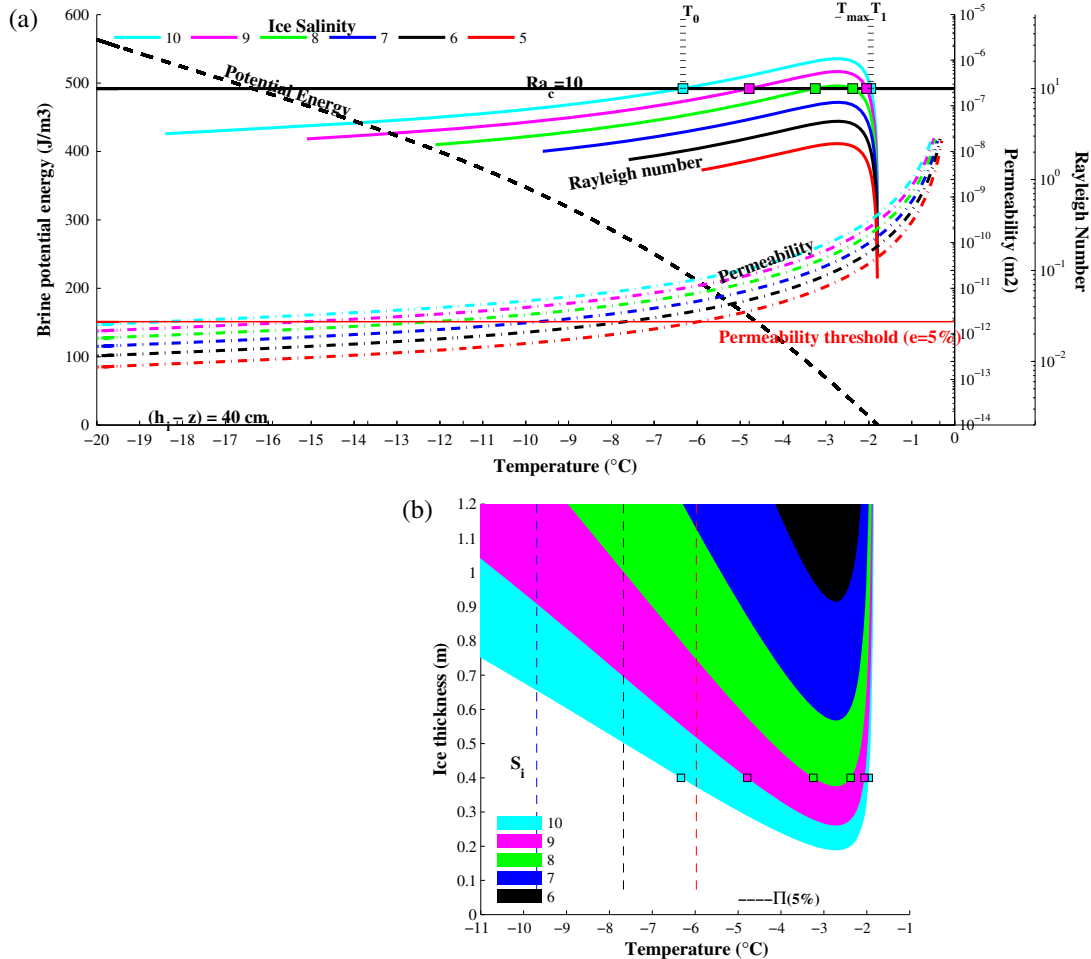 (a)
T0 Tmax T1
Ice Salinity
10 9 8 7 6 5
Potential Energy
Rac=10
Rayleigh number
Permeability
Permeability threshold (e=5%)
(hi − z) = 40 cm
Brine potential energy (J/m3)
600
500
400
300
200
100
0
−20 −19 −18 −17 −16 −15 −14 −13 −12 −11 −10 −9 −8 −7 −6 −5 −4 −3 −2 −1 0
Temperature (°C)
10−5
10−6
10−7
10−8
10−9
10−10
10−11
10−12
10−13
10−14
Permeability (m2)
101
100
10−1
10−2
Rayleigh Number
(b)
Ice thickness (m)
1.2
1.1
1
0.9
0.8
0.7
0.6
0.5
0.4
0.3
0.2
0.1
0
Si
10
9
8
7
6
----Π(5%)
−11 −10 −9 −8 −7 −6 −5 −4 −3 −2 −1
Temperature (°C)